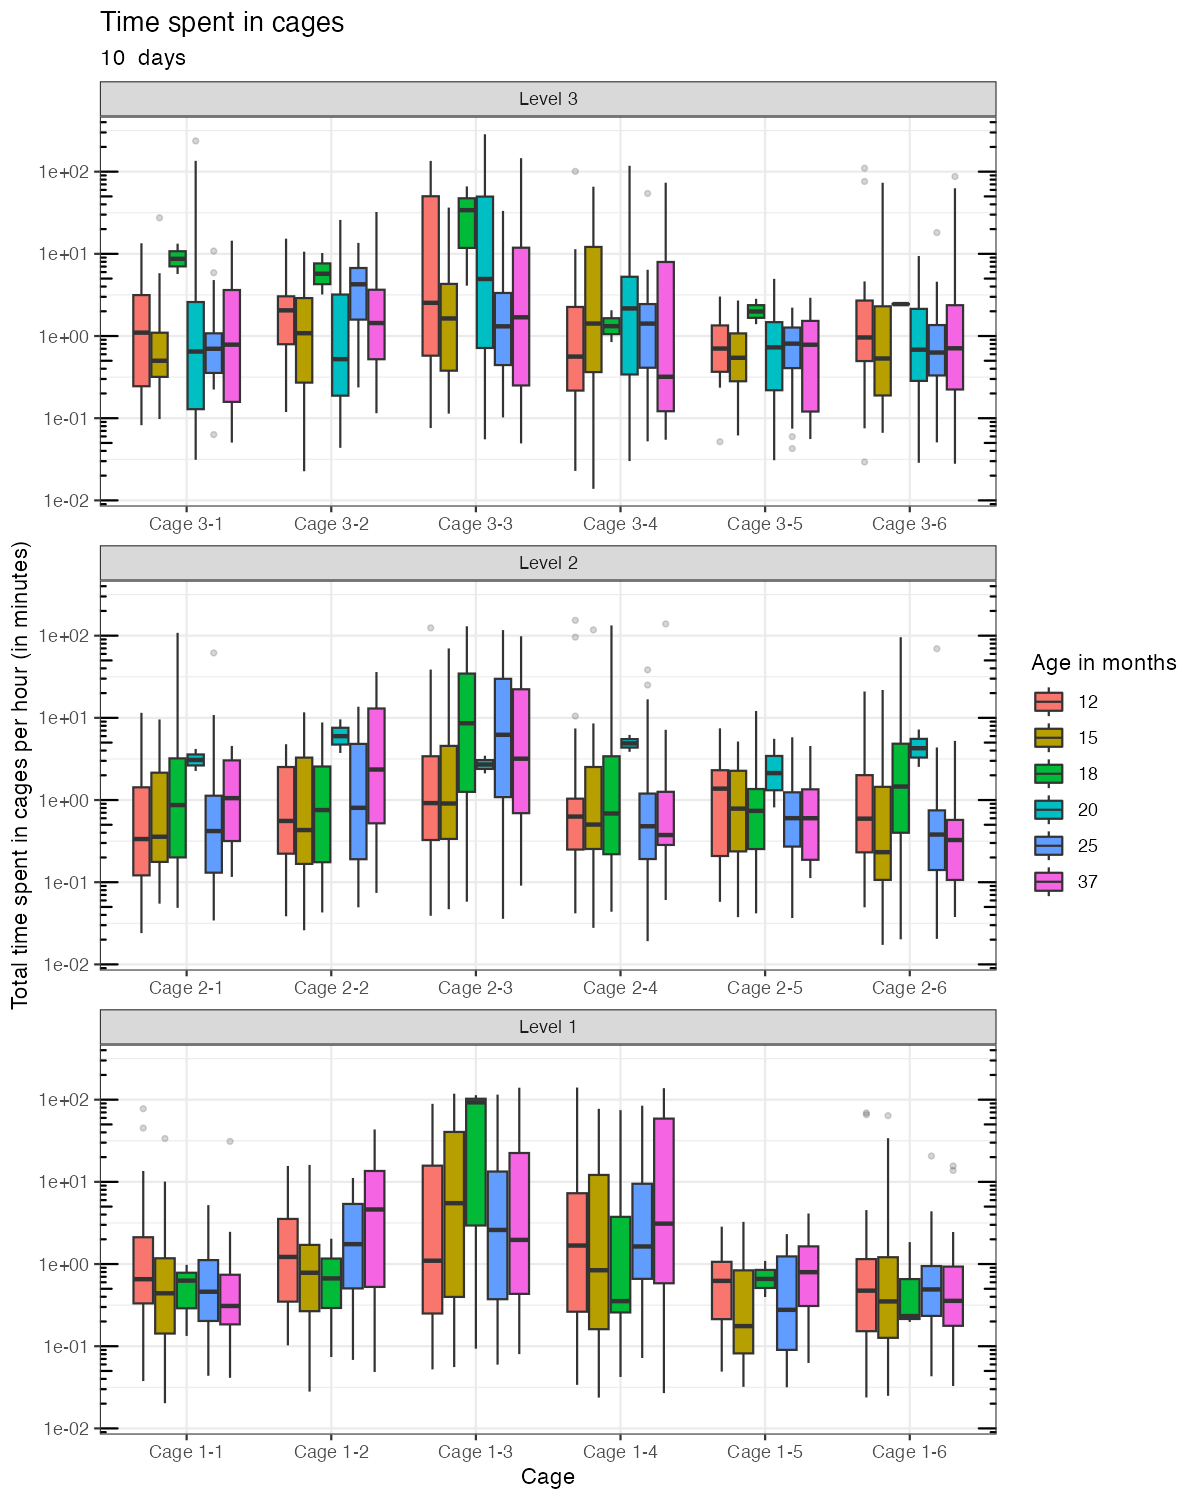 Time spent in cages
10 days
Level 3
1e+02
1e+01
1e+00
1e-01
1e-02
Cage 3-1 Cage 3-2 Cage 3-3 Cage 3-4 Cage 3-5 Cage 3-6
Level 2
1e+02
1e+01
1e+00
1e-01
1e-02
Cage 2-1 Cage 2-2 Cage 2-3 Cage 2-4 Cage 2-5 Cage 2-6
Level 1
1e+02
1e+01
1e+00
1e-01
1e-02
Cage 1-1 Cage 1-2 Cage 1-3 Cage 1-4 Cage 1-5 Cage 1-6
Cage
Total time spent in cages per hour (in minutes)
Age in months
12
15
18
20
25
37